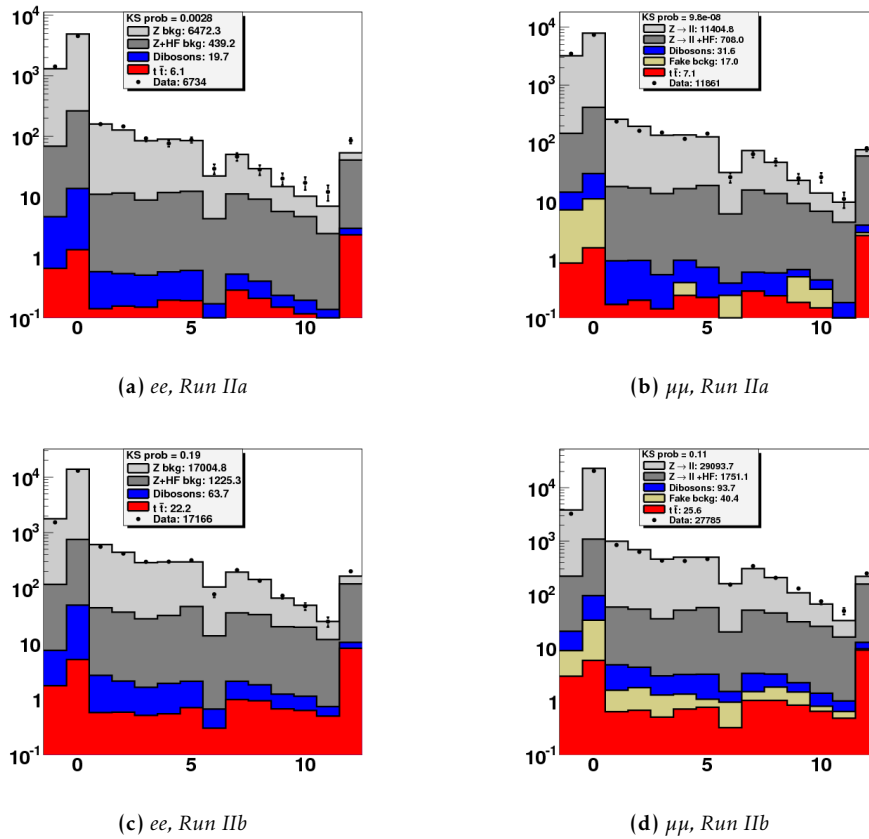 KS prob = 0.0028
Z bkg: 6472.3
Z+HF bkg: 439.2
Dibosons: 19.7
t t̄: 6.1
Data: 6734
10⁴
10³
10²
10
1
10⁻¹
0 5 10
(a) ee, Run IIa
KS prob = 9.8e-08
Z → ll: 11404.8
Z → ll +HF: 708.0
Dibosons: 31.6
Fake bckg: 17.0
t t̄: 7.1
Data: 11861
10⁴
10³
10²
10
1
10⁻¹
0 5 10
(b) μμ, Run IIa
KS prob = 0.19
Z bkg: 17004.8
Z+HF bkg: 1225.3
Dibosons: 63.7
t t̄: 22.2
Data: 17166
10⁴
10³
10²
10
1
10⁻¹
0 5 10
(c) ee, Run IIb
KS prob = 0.11
Z → ll: 29093.7
Z → ll +HF: 1751.1
Dibosons: 93.7
Fake bckg: 40.4
t t̄: 25.6
Data: 27785
10⁴
10³
10²
10
1
10⁻¹
0 5 10
(d) μμ, Run IIb